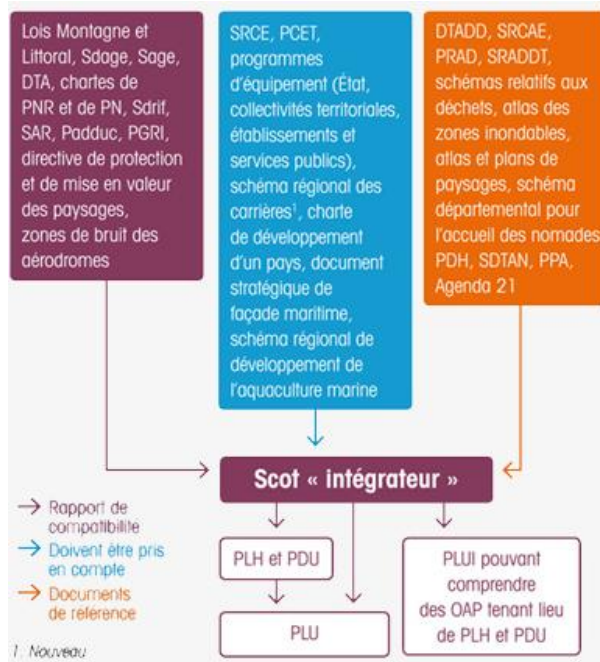 Lois Montagne et
Littoral, Sdage, Sage,
DTA, chartes de
PNR et de PN, Sdrif,
SAR, Padduc, PGRI,
directive de protection
et de mise en valeur
des paysages,
zones de bruit des
aérodromes
SRCE, PCET,
programmes
d'équipement (État,
collectivités territoriales,
établissements et
services publics),
schéma régional des
carrières¹, charte
de développement
d'un pays, document
stratégique de
façade maritime,
schéma régional de
développement de
l'aquaculture marine
DTADD, SRCAE,
PRAD, SRADDT,
schémas relatifs aux
déchets, atlas des
zones inondables,
atlas et plans de
paysages, schéma
départemental pour
l'accueil des nomades
PDH, SDTAN, PPA,
Agenda 21
Scot « intégrateur »
Rapport de
compatibilité
Doivent être pris
en compte
Documents
de référence
PLH et PDU
PLU
PLUI pouvant
comprendre
des OAP tenant lieu
de PLH et PDU
1. Nouveau